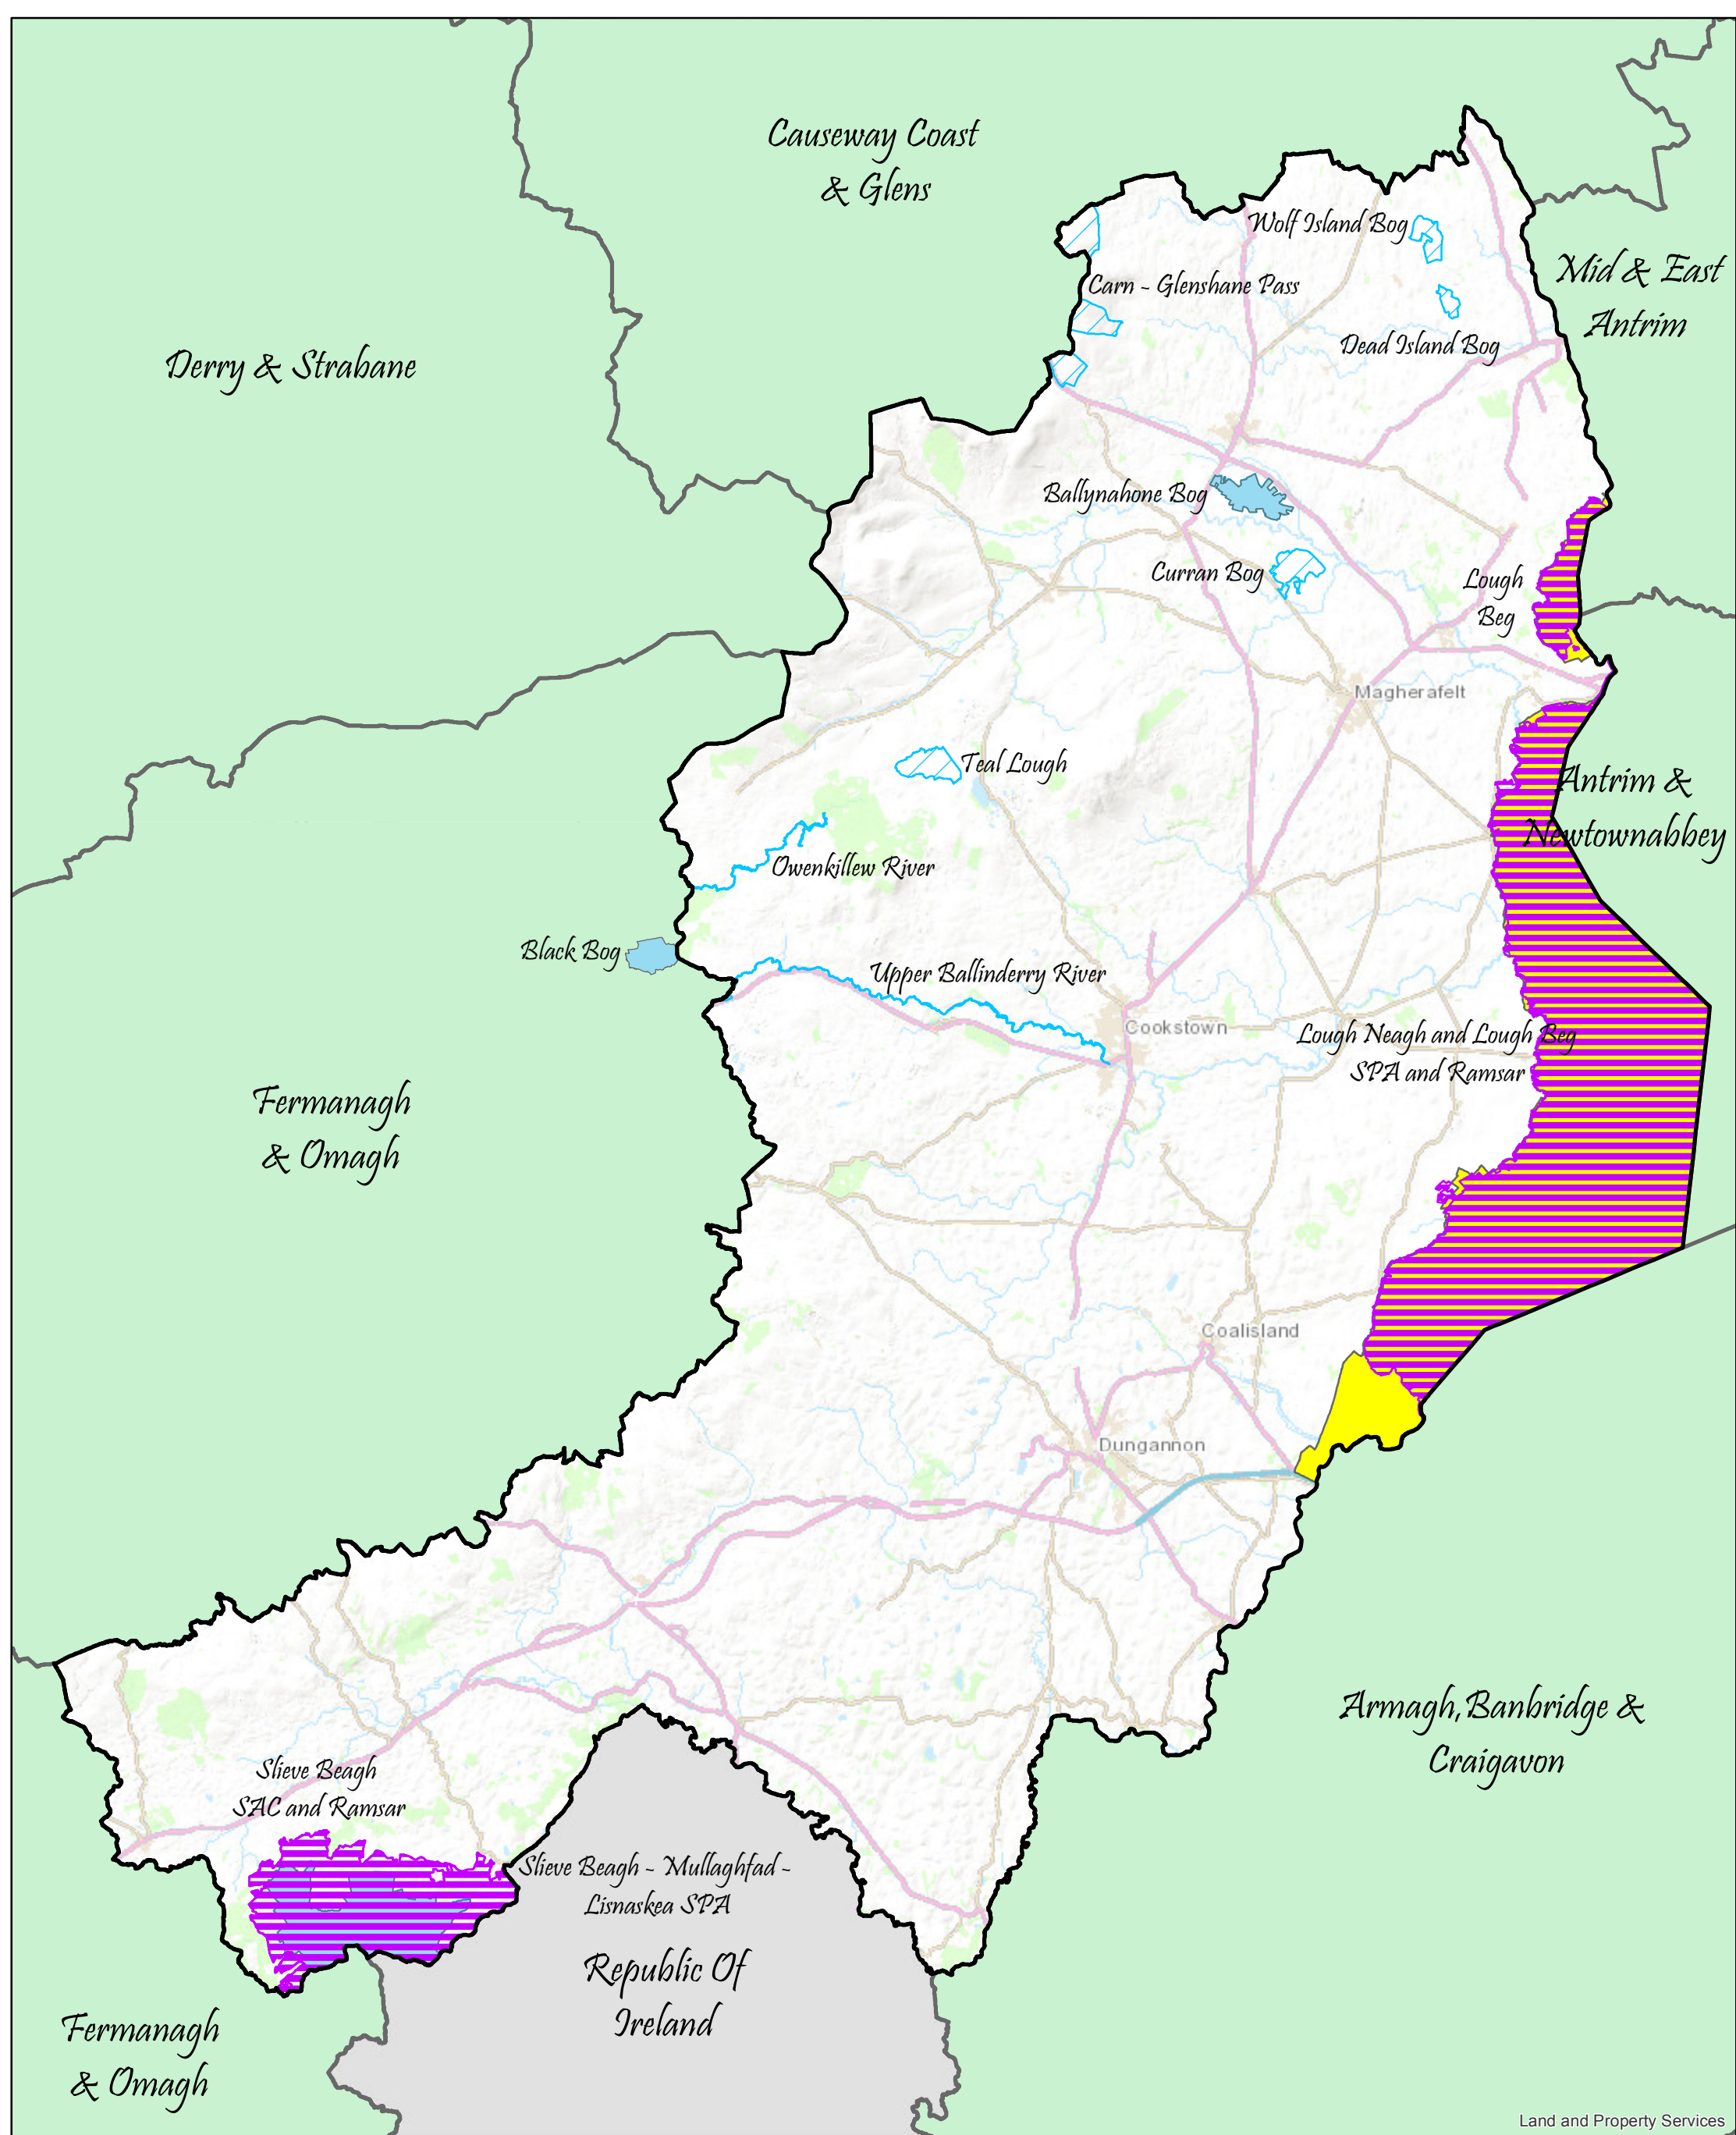 Causeway Coast
& Glens
Wolf Island Bog
Mid & East
Antrim
Carn - Glenshane Pass
Dead Island Bog
Derry & Strabane
Ballynahone Bog
Curran Bog
Lough
Beg
Magherafelt
Teal Lough
Antrim &
Newtownabbey
Owenkillew River
Black Bog
Upper Ballinderry River
Cookstown
Lough Neagh and Lough Beg
SPA and Ramsar
Fermanagh
& Omagh
Coalisland
Dungannon
Armagh, Banbridge &
Craigavon
Slieve Beagh
SAC and Ramsar
Slieve Beagh - Mullaghfad -
Lisnaskea SPA
Republic Of
Ireland
Fermanagh
& Omagh
Land and Property Services